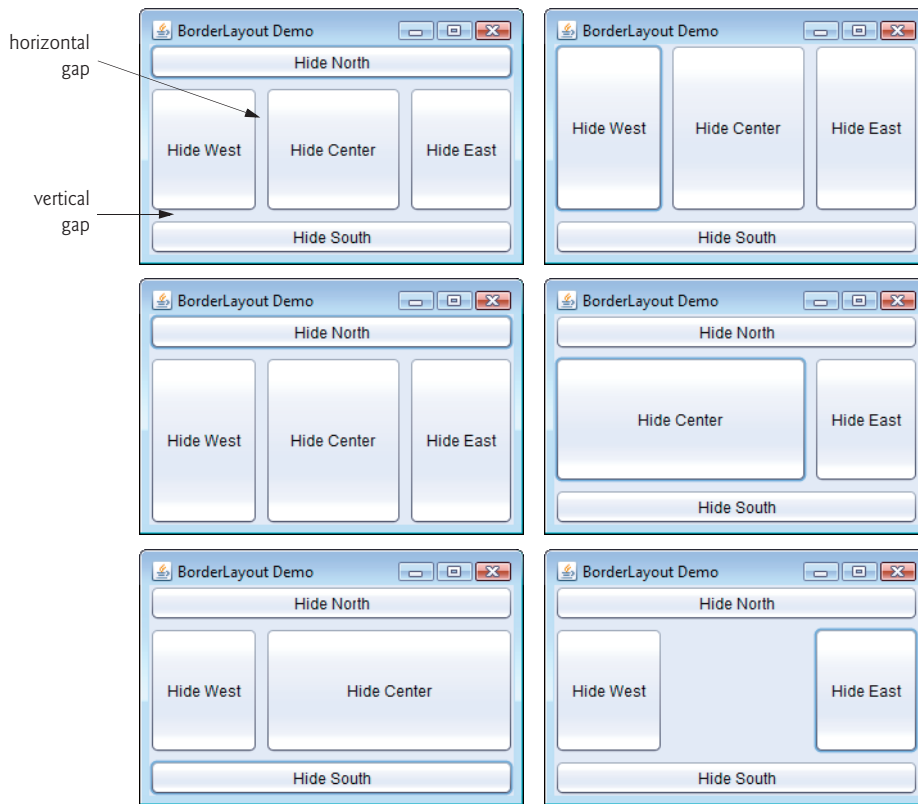 horizontal
gap
vertical
gap
BorderLayout Demo
Hide North
Hide West
Hide Center
Hide East
Hide South
BorderLayout Demo
Hide West
Hide Center
Hide East
Hide South
BorderLayout Demo
Hide North
Hide West
Hide Center
Hide East
BorderLayout Demo
Hide North
Hide Center
Hide East
Hide South
BorderLayout Demo
Hide North
Hide West
Hide Center
Hide South
BorderLayout Demo
Hide North
Hide West
Hide East
Hide South